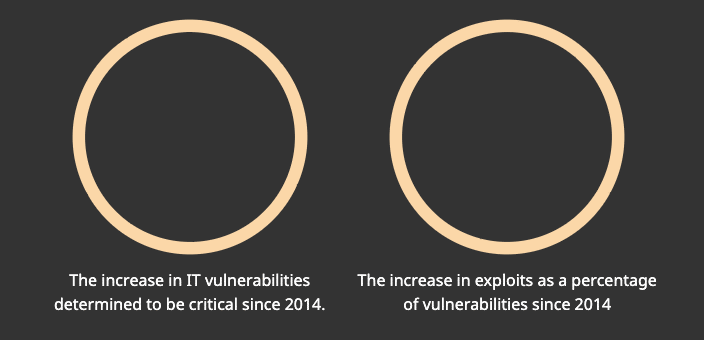 The increase in IT vulnerabilities
determined to be critical since 2014.
The increase in exploits as a percentage
of vulnerabilities since 2014